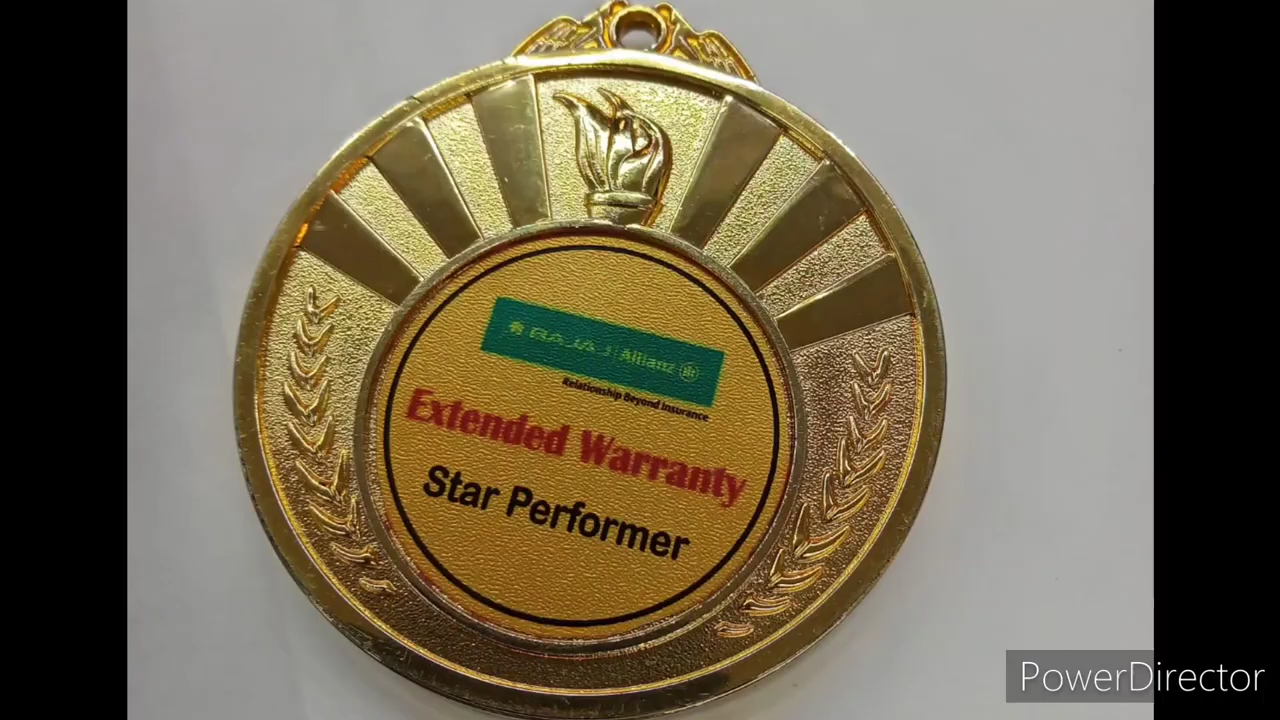 BAJAJ | Allianz
Relationship Beyond Insurance
Extended Warranty
Star Performer
PowerDirector